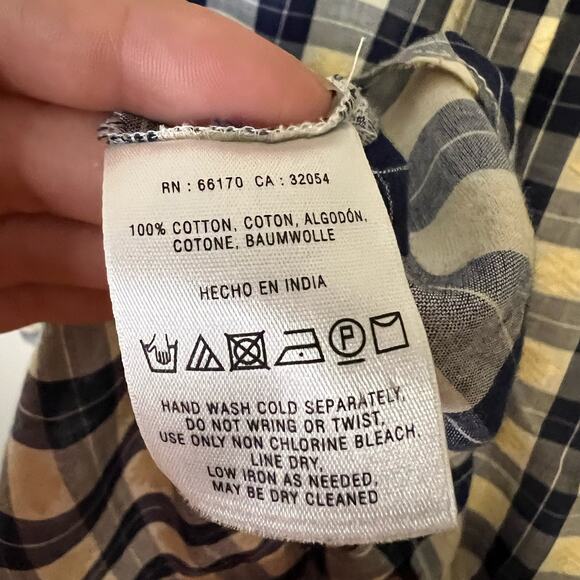 RN : 66170 CA : 32054
100% COTTON, COTON, ALGODÓN,
COTONE, BAUMWOLLE
HECHO EN INDIA
P
HAND WASH COLD SEPARATELY,
DO NOT WRING OR TWIST,
USE ONLY NON CHLORINE BLEACH,
LINE DRY,
LOW IRON AS NEEDED,
MAY BE DRY CLEANED